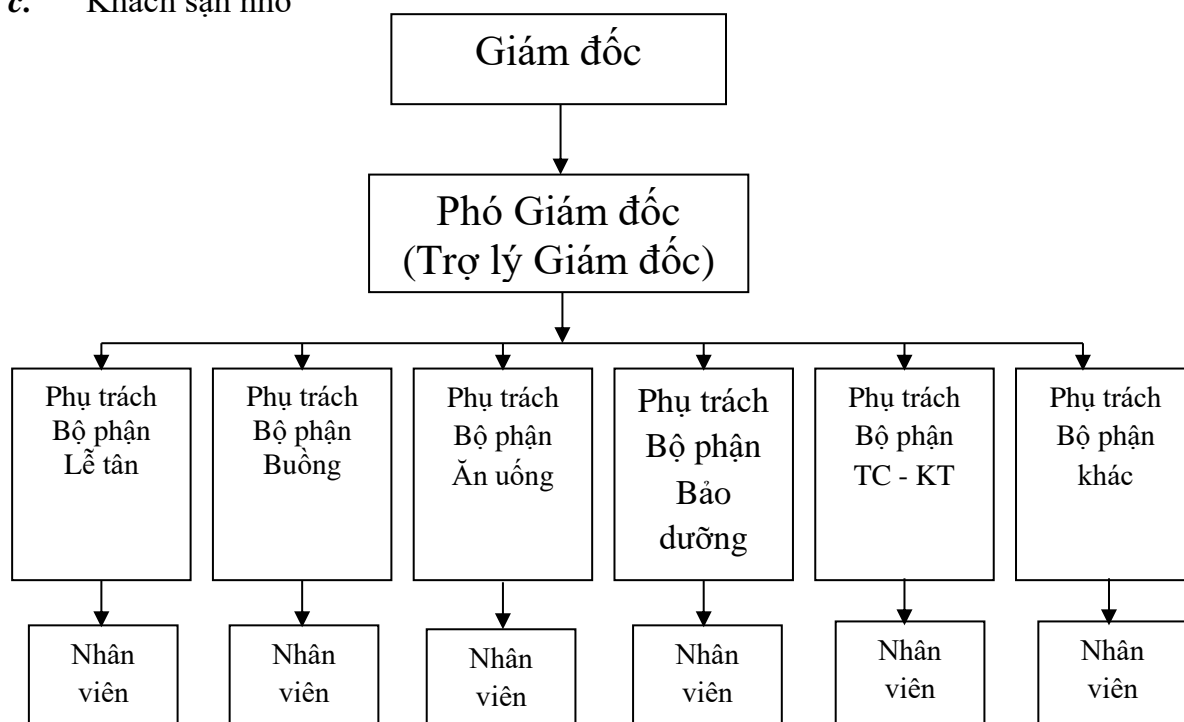 c. Khách sạn nhỏ
Giám đốc
Phó Giám đốc
(Trợ lý Giám đốc)
Phụ trách
Bộ phận
Lễ tân
Phụ trách
Bộ phận
Buồng
Phụ trách
Bộ phận
Ăn uống
Phụ trách
Bộ phận
Bảo
dưỡng
Phụ trách
Bộ phận
TC - KT
Phụ trách
Bộ phận
khác
Nhân
viên
Nhân
viên
Nhân
viên
Nhân
viên
Nhân
viên
Nhân
viên